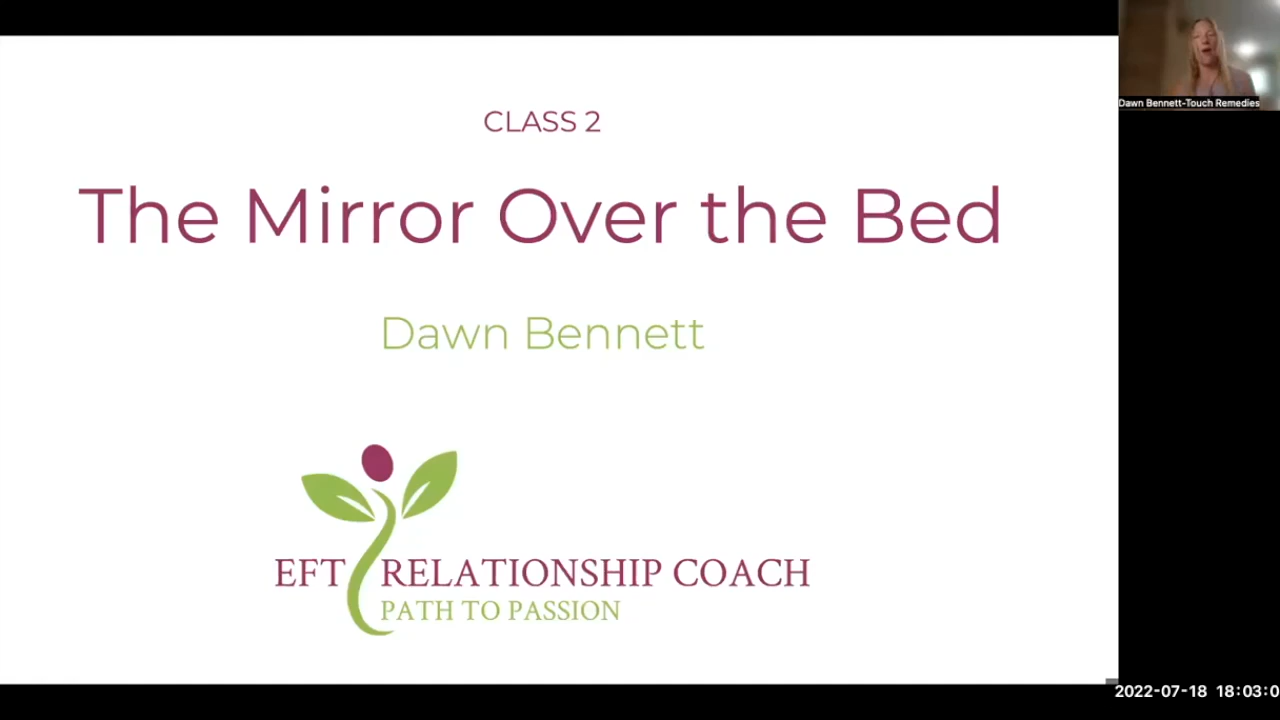 CLASS 2
The Mirror Over the Bed
Dawn Bennett
EFT RELATIONSHIP COACH
PATH TO PASSION
Dawn Bennett-Touch Remedies
2022-07-18 18:03:0